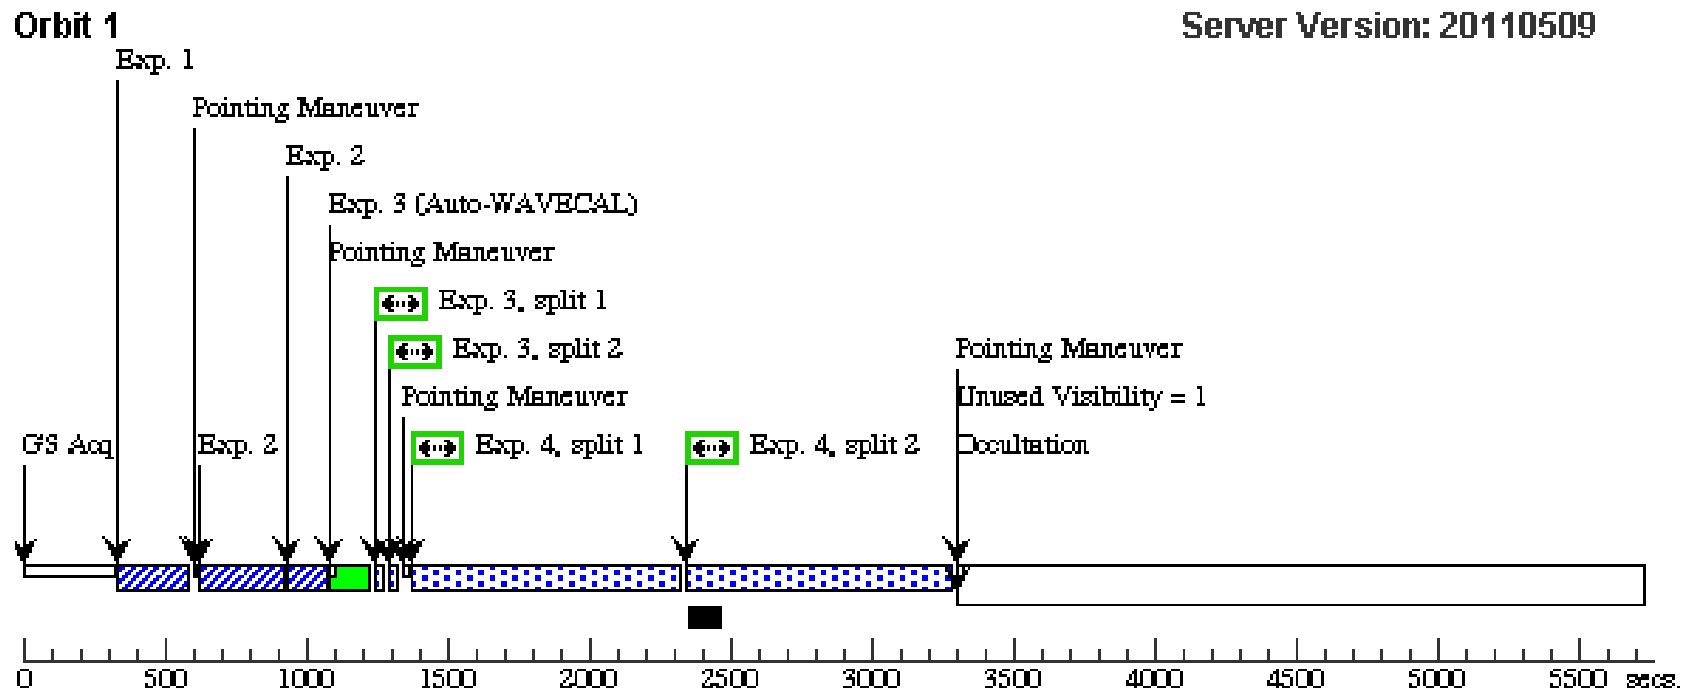 Orbit 1
Server Version: 20110509
Exp. 1
Pointing Maneuver
Exp. 2
Exp. 3 (Auto-WAVECAL)
Pointing Maneuver
Exp. 3, split 1
Exp. 3, split 2
Pointing Maneuver
Pointing Maneuver
Unused Visibility = 1
GS Acq
Exp. 2
Exp. 4, split 1
Exp. 4, split 2
Occultation
0 500 1000 1500 2000 2500 3000 3500 4000 4500 5000 5500 secs.